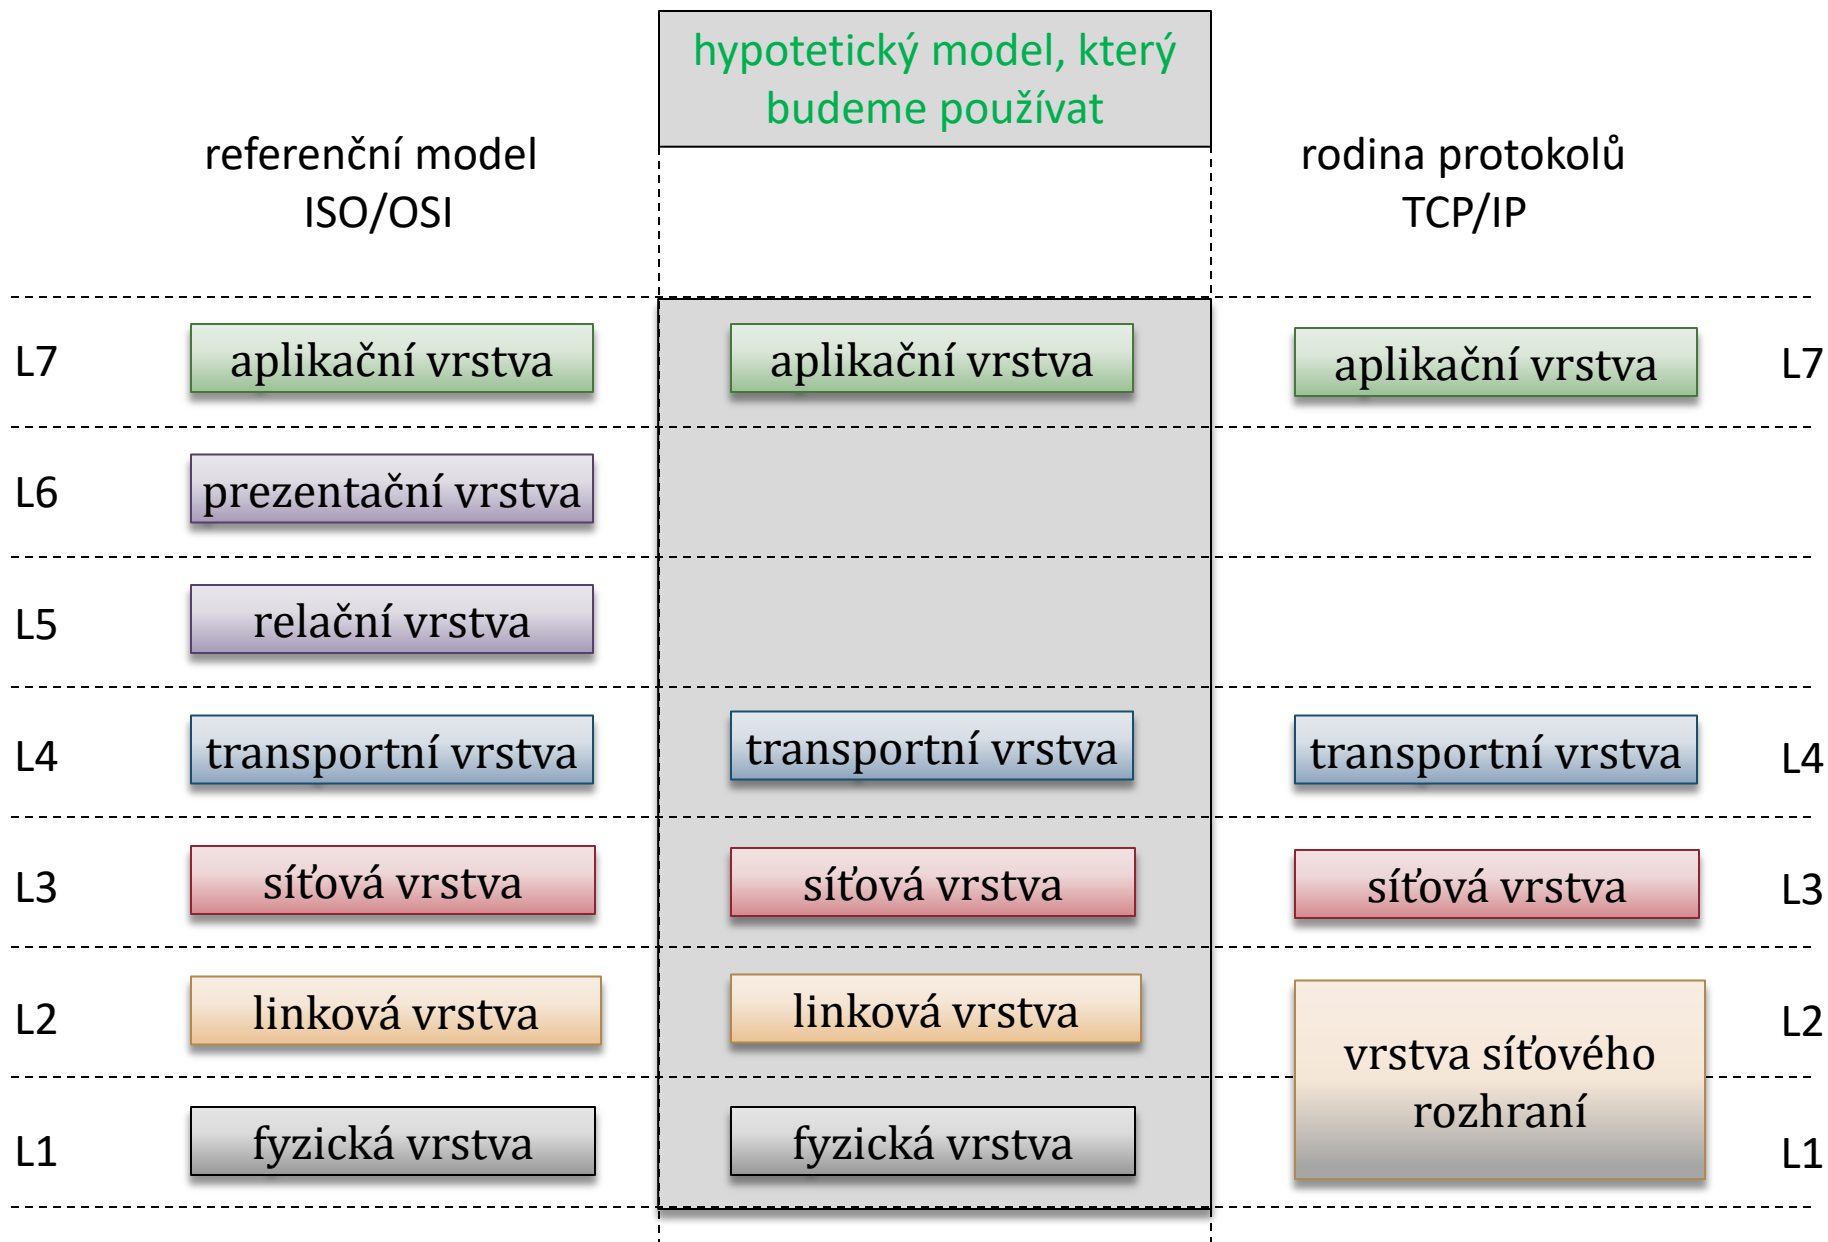 hypotetický model, který
budeme používat
referenční model
ISO/OSI
rodina protokolů
TCP/IP
L7
aplikační vrstva
aplikační vrstva
aplikační vrstva
L7
L6
prezentační vrstva
L5
relační vrstva
L4
transportní vrstva
transportní vrstva
transportní vrstva
L4
L3
síťová vrstva
síťová vrstva
síťová vrstva
L3
L2
linková vrstva
linková vrstva
vrstva síťového
rozhraní
L2
L1
fyzická vrstva
fyzická vrstva
L1